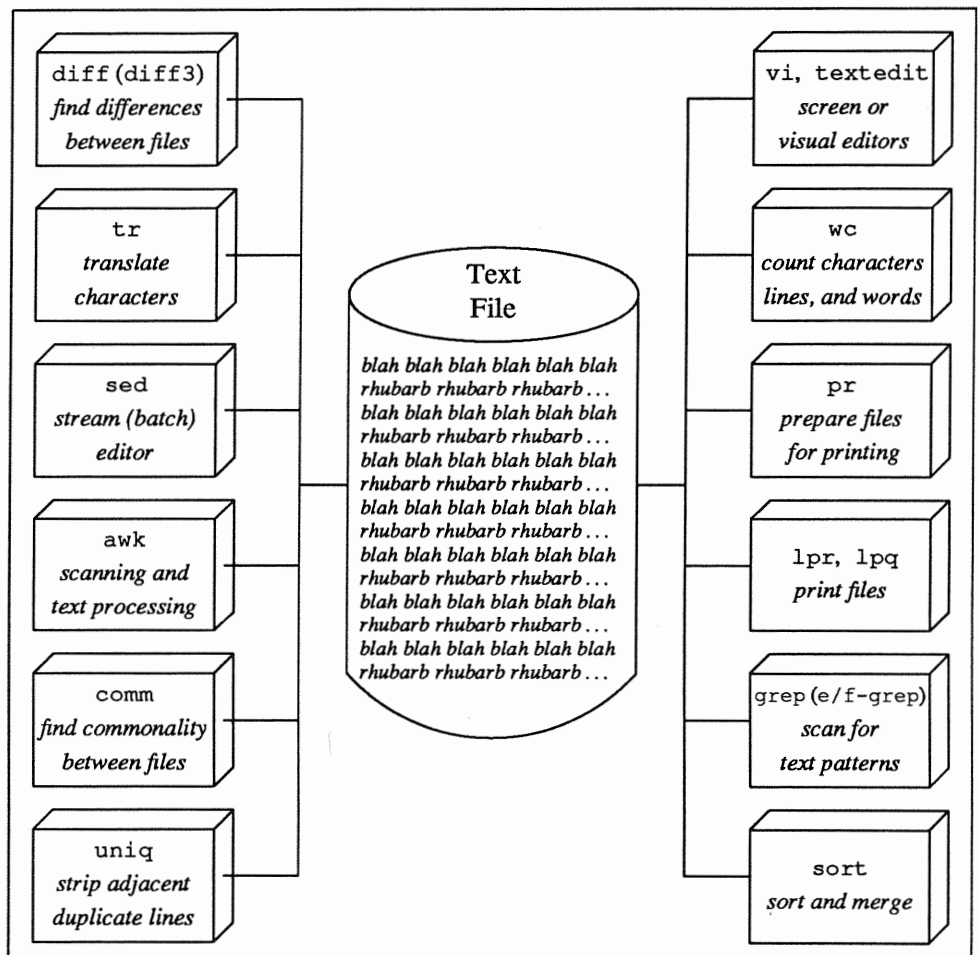 diff (diff3)
find differences
between files
tr
translate
characters
sed
stream (batch)
editor
awk
scanning and
text processing
comm
find commonality
between files
uniq
strip adjacent
duplicate lines
Text
File
blah blah blah blah blah blah
rhubarb rhubarb rhubarb . . .
blah blah blah blah blah blah
rhubarb rhubarb rhubarb . . .
blah blah blah blah blah blah
rhubarb rhubarb rhubarb . . .
blah blah blah blah blah blah
rhubarb rhubarb rhubarb . . .
blah blah blah blah blah blah
rhubarb rhubarb rhubarb . . .
blah blah blah blah blah blah
rhubarb rhubarb rhubarb . . .
blah blah blah blah blah blah
rhubarb rhubarb rhubarb . . .
vi, textedit
screen or
visual editors
wc
count characters
lines, and words
pr
prepare files
for printing
lpr, lpq
print files
grep (e/f-grep)
scan for
text patterns
sort
sort and merge